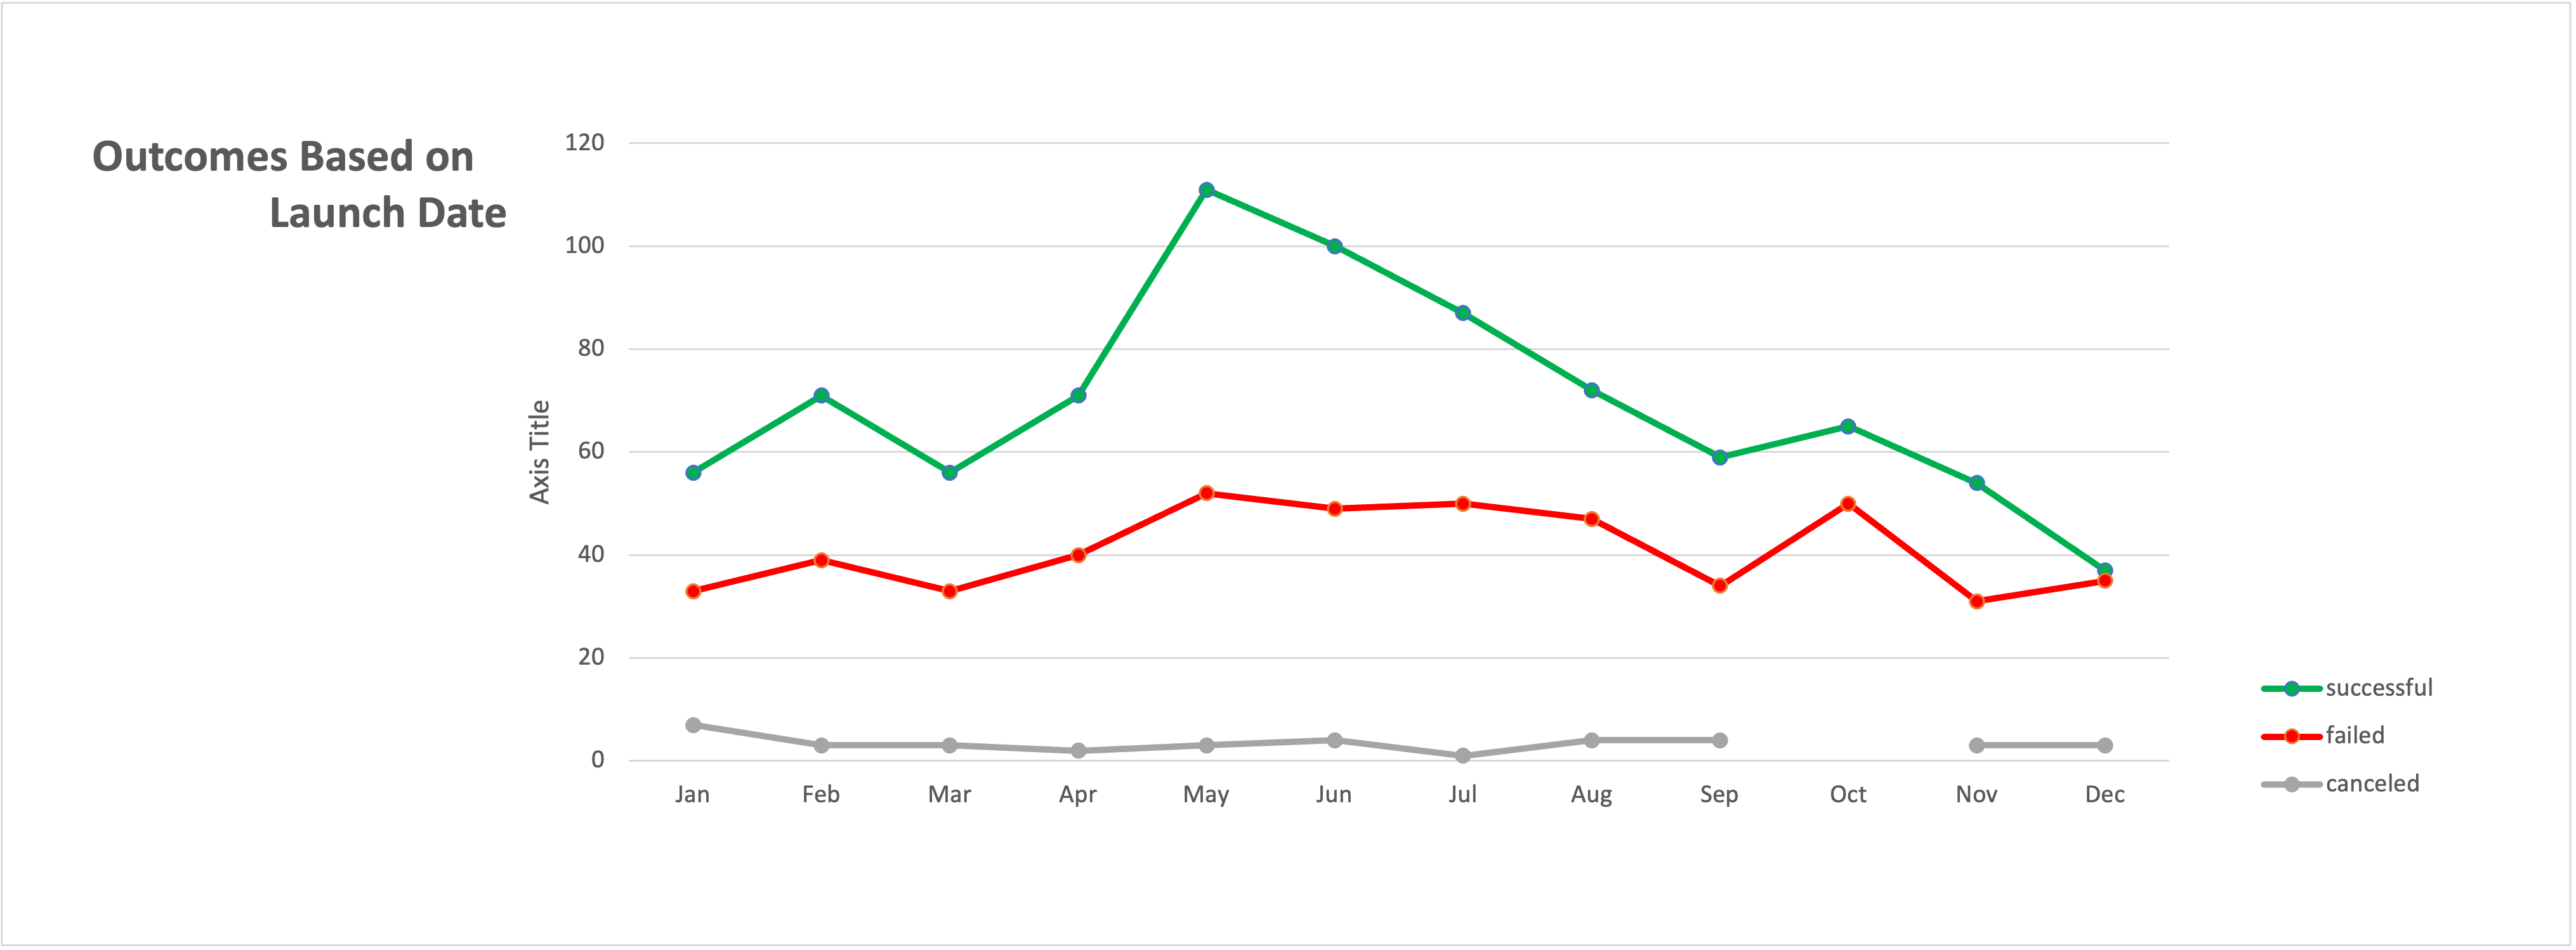 Outcomes Based on
Launch Date
Axis Title
120
100
80
60
40
20
0
Jan Feb Mar Apr May Jun Jul Aug Sep Oct Nov Dec
successful
failed
canceled